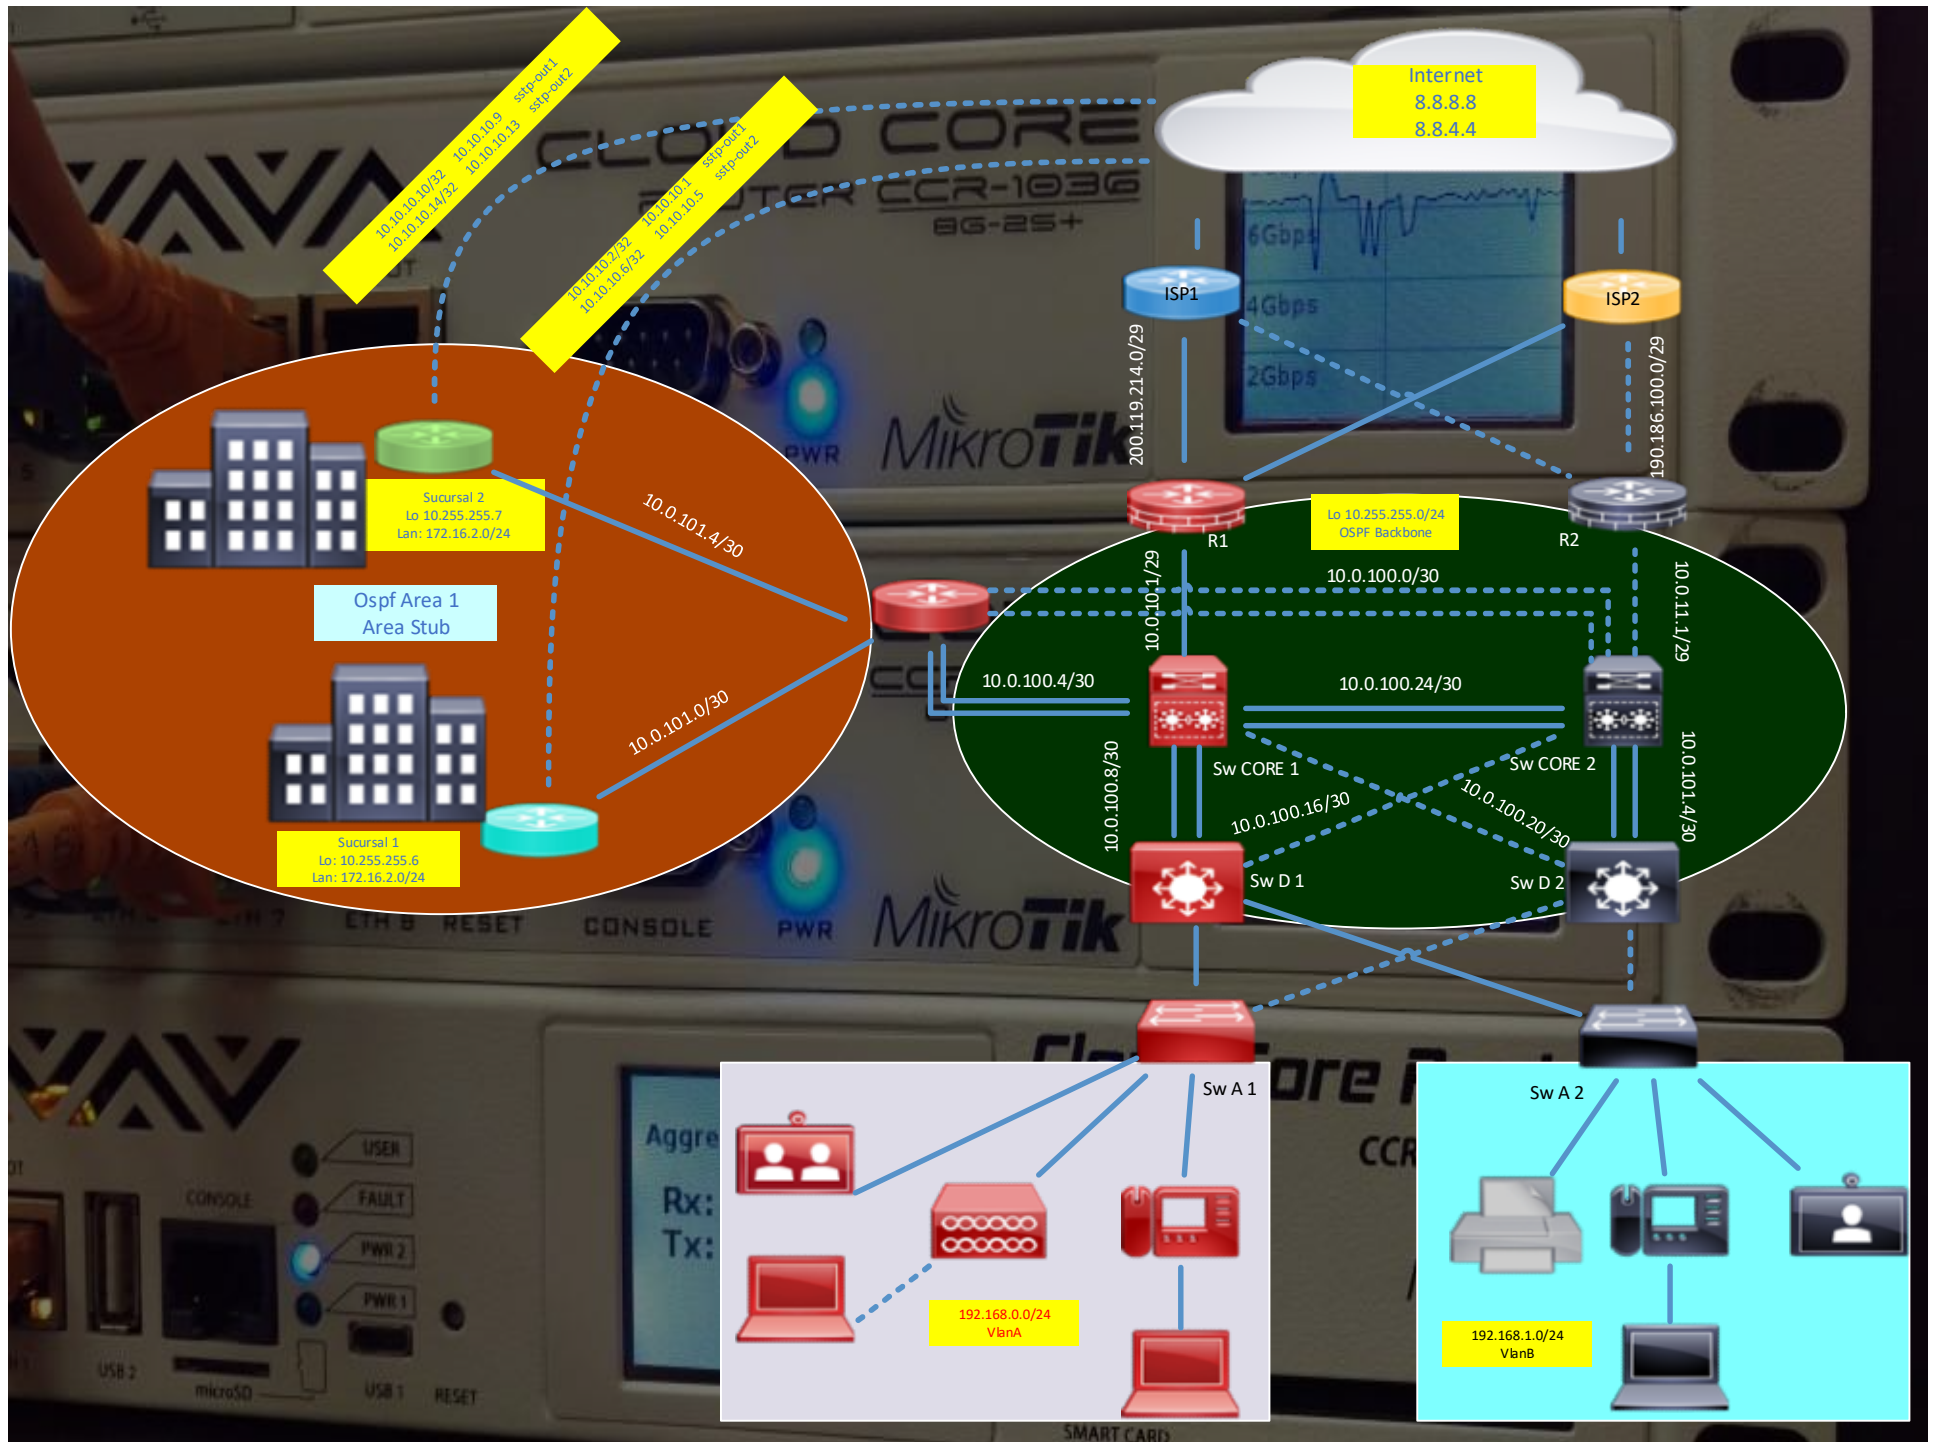 10.10.10.10/32 10.10.10.9 sstp-out1
10.10.10.14/32 10.10.10.13 sstp-out2
10.10.10.2/32 10.10.10.1 sstp-out1
10.10.10.6/32 10.10.10.5 sstp-out2
Internet
8.8.8.8
8.8.4.4
CLOUD CORE
ROUTER CCR-1036
8G-2S+
6Gbps
4Gbps
2Gbps
ISP1
ISP2
200.119.214.0/29
190.186.100.0/29
PWR
MikroTik
Sucursal 2
Lo 10.255.255.7
Lan: 172.16.2.0/24
10.0.101.4/30
Lo 10.255.255.0/24
OSPF Backbone
R1
R2
10.0.10.1/29
10.0.100.0/30
10.0.11.1/29
Ospf Area 1
Area Stub
10.0.101.0/30
10.0.100.4/30
10.0.100.24/30
Sw CORE 1
Sw CORE 2
10.0.100.8/30
10.0.100.16/30
10.0.100.20/30
10.0.101.4/30
Sucursal 1
Lo: 10.255.255.6
Lan: 172.16.2.0/24
Sw D 1
Sw D 2
ETH 7
ETH 8 RESET
CONSOLE
PWR
MikroTik
Sw A 1
Sw A 2
CCR
USER
FAULT
PWR 2
PWR 1
CONSOLE
Aggre
Rx:
Tx:
192.168.0.0/24
VlanA
192.168.1.0/24
VlanB
USB 2
microSD
USB 1
RESET
SMART CARD